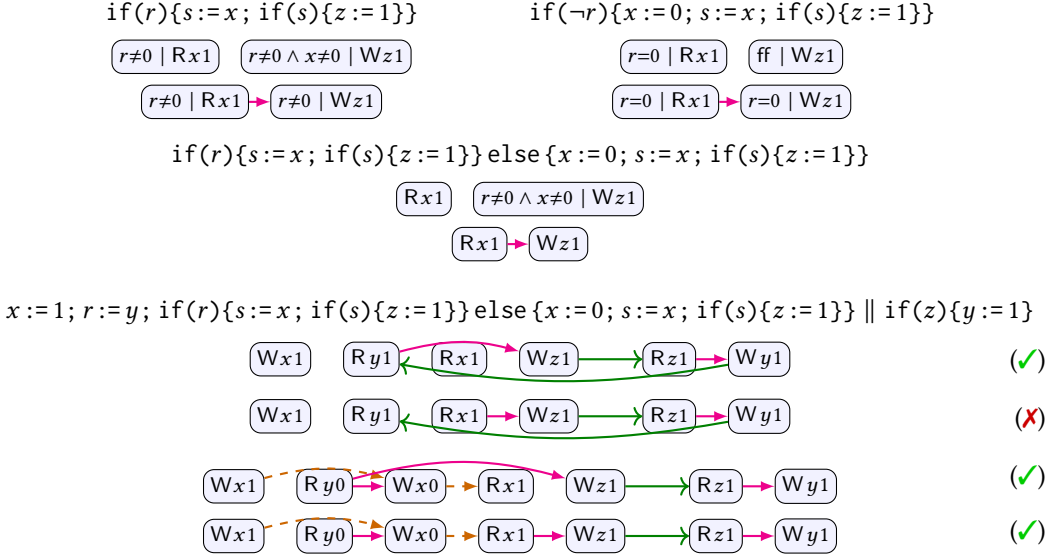 if(r){s:=x; if(s){z:=1}} if(¬r){x:=0; s:=x; if(s){z:=1}}
r≠0 | Rx1 r≠0 ∧ x≠0 | Wz1 r=0 | Rx1 ff | Wz1
r≠0 | Rx1 r≠0 | Wz1 r=0 | Rx1 r=0 | Wz1
if(r){s:=x; if(s){z:=1}} else {x:=0; s:=x; if(s){z:=1}}
Rx1 r≠0 ∧ x≠0 | Wz1
Rx1 Wz1
x:=1; r:=y; if(r){s:=x; if(s){z:=1}} else {x:=0; s:=x; if(s){z:=1}} ∥ if(z){y:=1}
Wx1 Ry1 Rx1 Wz1 Rz1 Wy1 (✓)
Wx1 Ry1 Rx1 Wz1 Rz1 Wy1 (✗)
Wx1 Ry0 Wx0 Rx1 Wz1 Rz1 Wy1 (✓)
Wx1 Ry0 Wx0 Rx1 Wz1 Rz1 Wy1 (✓)